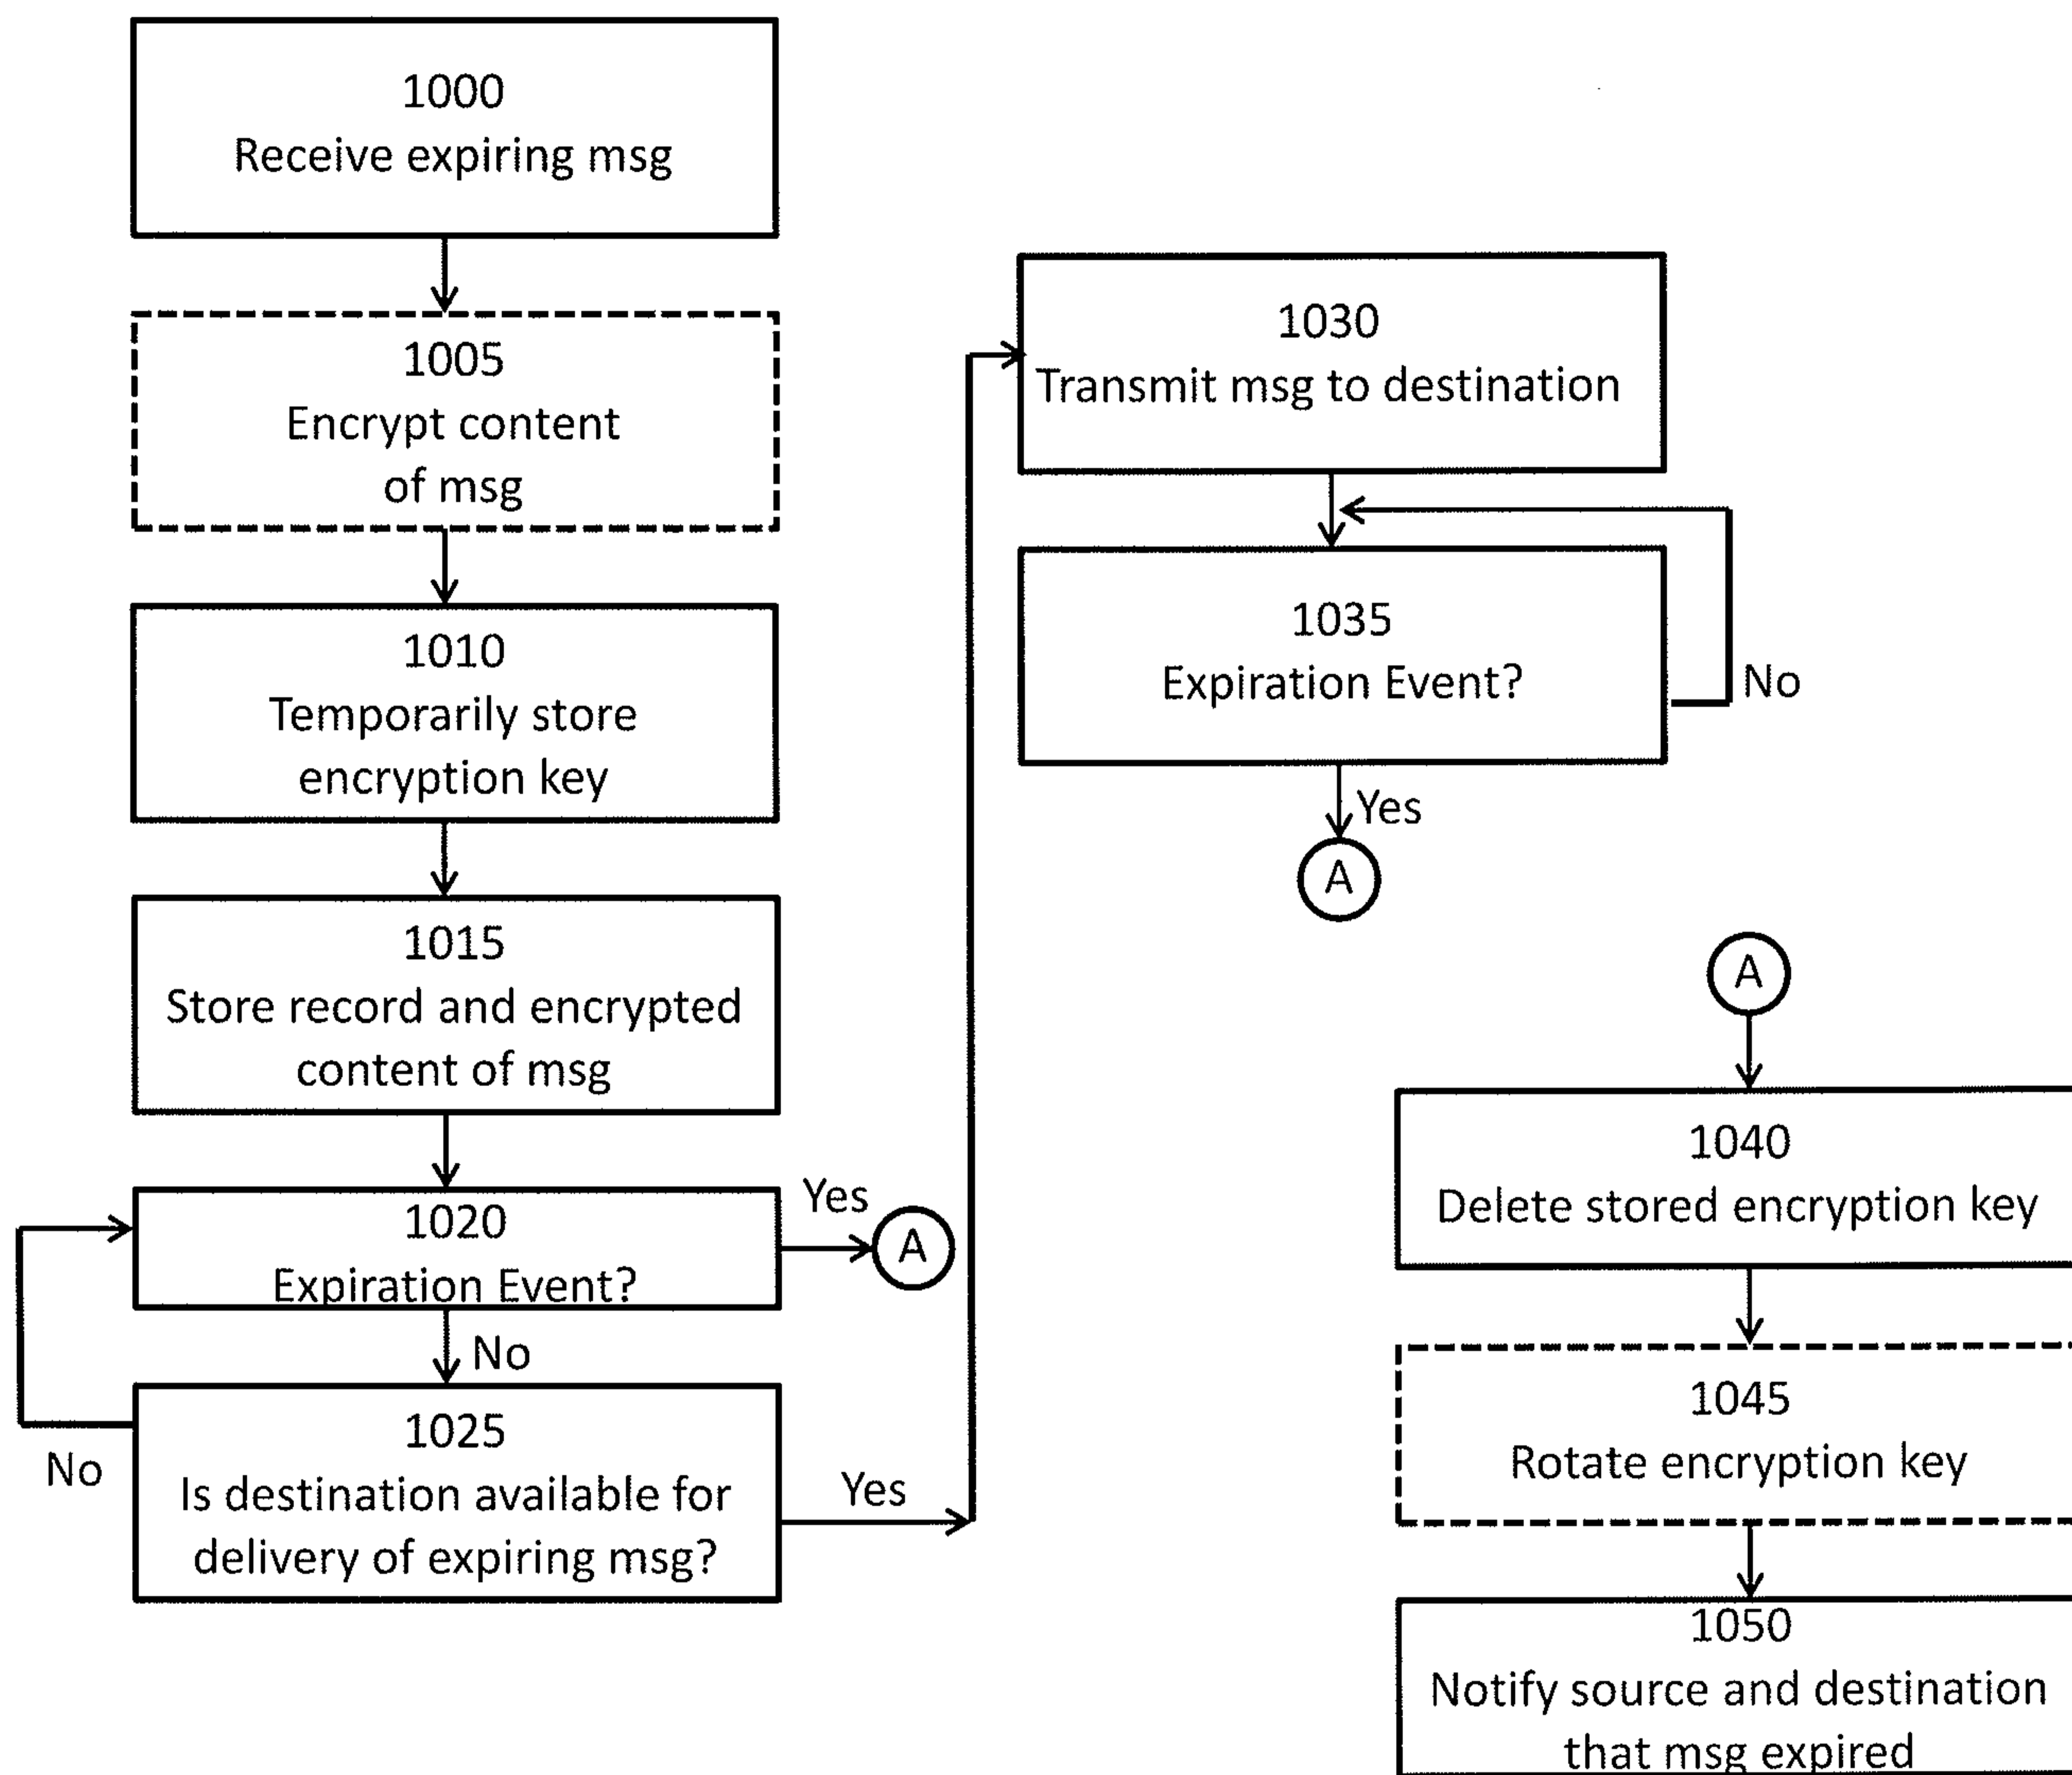 1000
Receive expiring msg
1005
Encrypt content
of msg
1010
Temporarily store
encryption key
1015
Store record and encrypted
content of msg
1020
Expiration Event?
Yes
A
No
1025
Is destination available for
delivery of expiring msg?
No
Yes
1030
Transmit msg to destination
1035
Expiration Event?
No
Yes
A
A
1040
Delete stored encryption key
1045
Rotate encryption key
1050
Notify source and destination
that msg expired